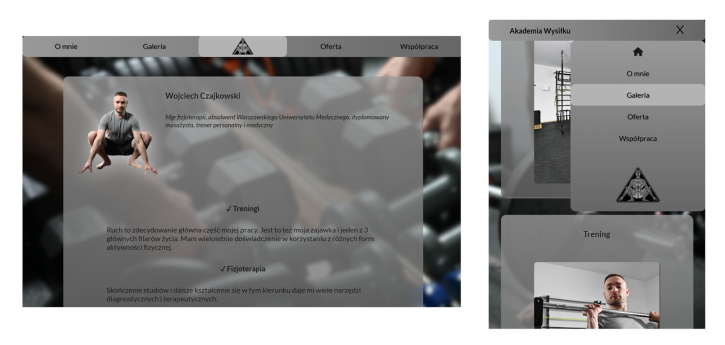 O mnie
Galeria
Oferta
Współpraca
Wojciech Czajkowski
Mgr fizjoterapii, absolwent Warszawskiego Uniwersytetu Medycznego, dyplomowany
masażysta, trener personalny i medyczny
✓ Treningi
Ruch to zdecydowanie główna część mojej pracy. Jest to też moja zajawka i jeden z 3
głównych filarów życia. Mam wieloletnie doświadczenie w korzystaniu z różnych form
aktywności fizycznej.
✓ Fizjoterapia
Skończenie studiów i dalsze kształcenie się w tym kierunku daje mi wiele narzędzi
diagnostycznych i terapeutycznych.
Akademia Wysiłku X
O mnie
Galeria
Oferta
Współpraca
Trening